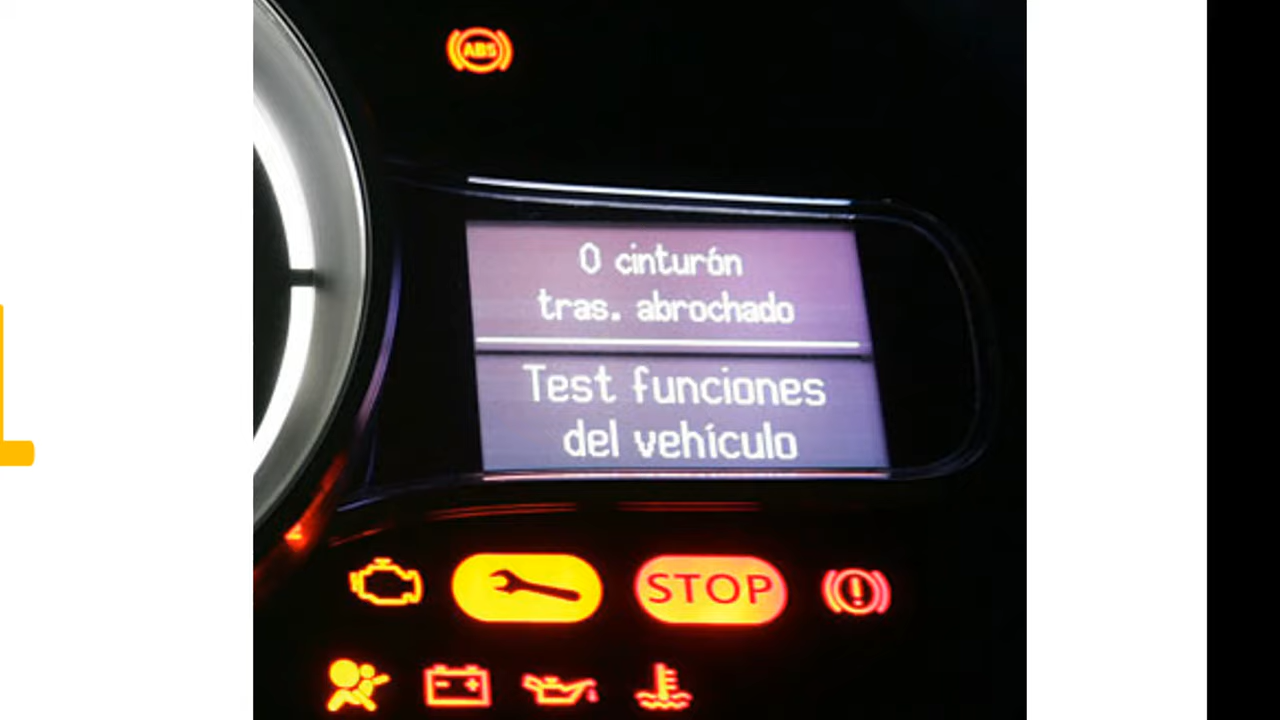 ABS
0 cinturón
tras. abrochado
Test funciones
del vehículo
STOP